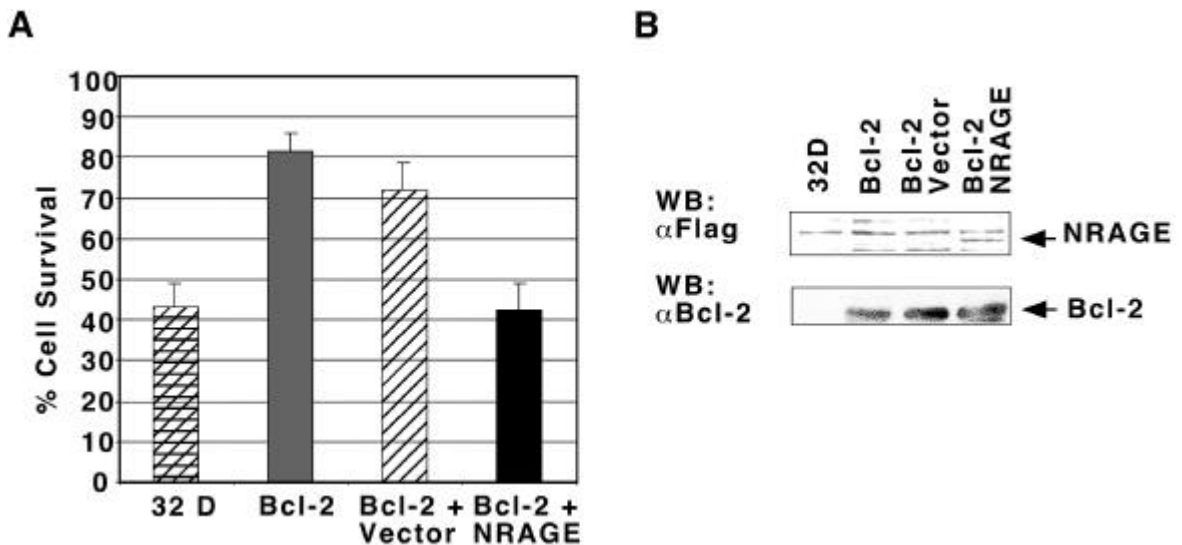 A
% Cell Survival
100
90
80
70
60
50
40
30
20
10
0
32 D
Bcl-2
Bcl-2 +
Vector
Bcl-2 +
NRAGE
B
32D
Bcl-2
Bcl-2
Vector
Bcl-2
NRAGE
WB:
αFlag
NRAGE
WB:
αBcl-2
Bcl-2